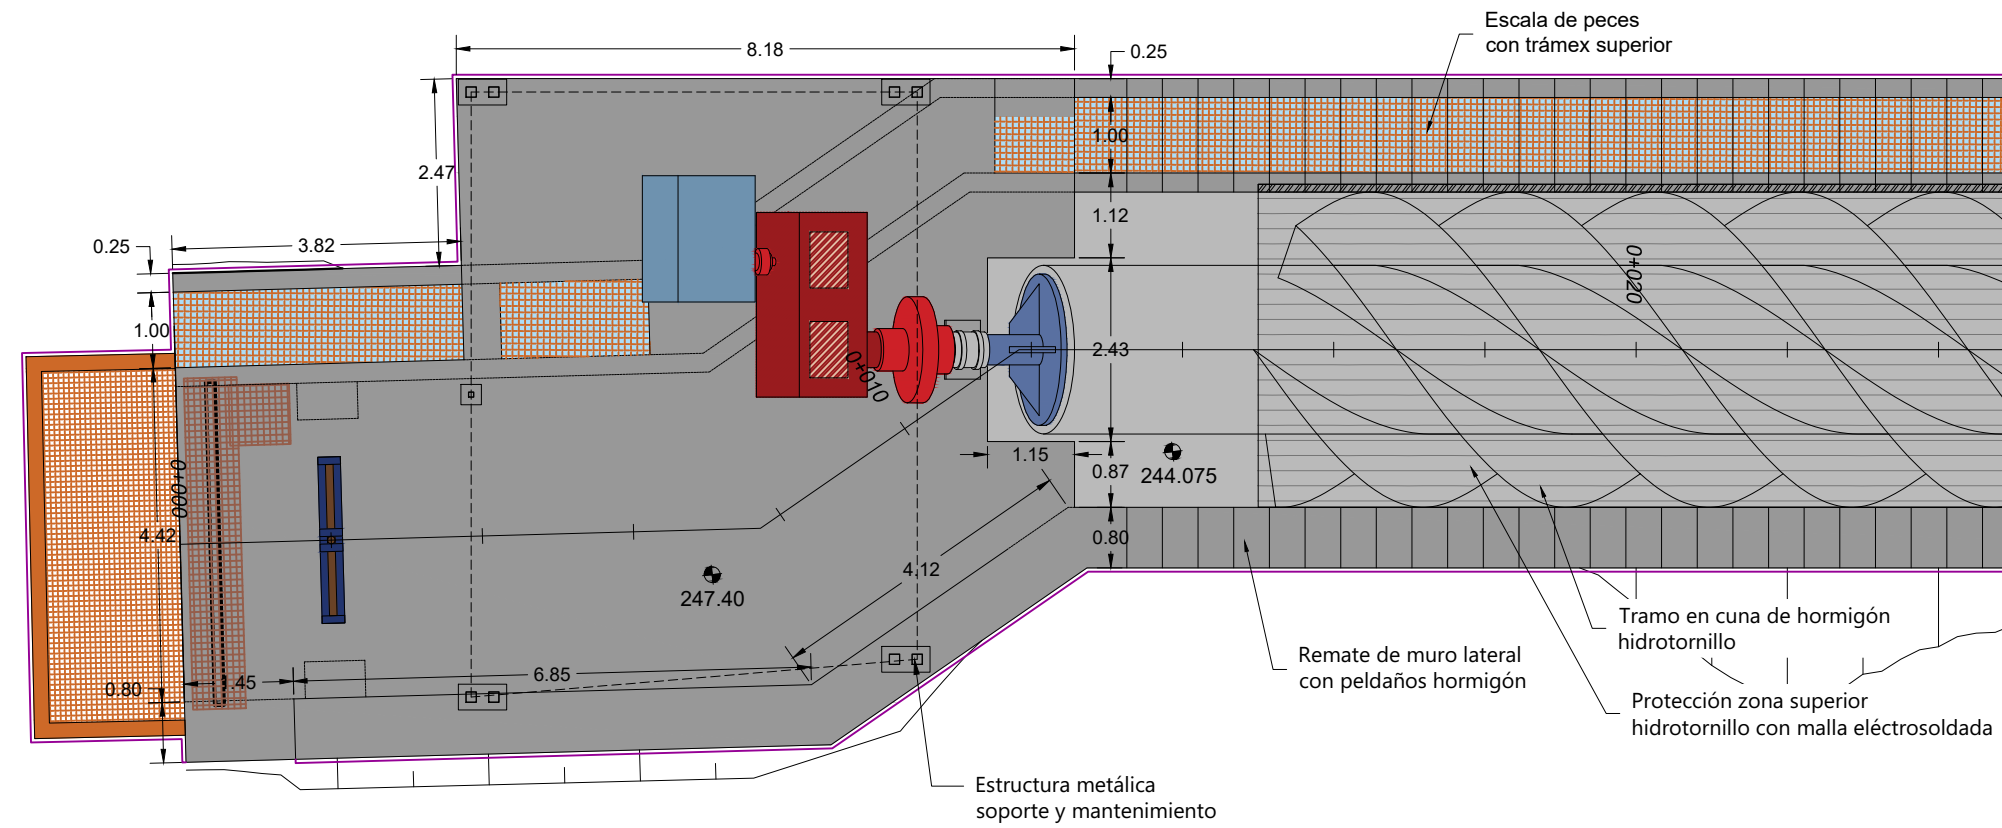 Escala de peces
con trámex superior
8.18
0.25
1.00
2.47
1.12
0.25
3.82
0+020
1.00
2.43
0+010
1.15
0.87
244.075
0+000
4.42
0.80
4.12
247.40
Tramo en cuna de hormigón
hidrotornillo
Remate de muro lateral
con peldaños hormigón
6.85
1.45
0.80
Protección zona superior
hidrotornillo con malla eléctrosoldada
Estructura metálica
soporte y mantenimiento